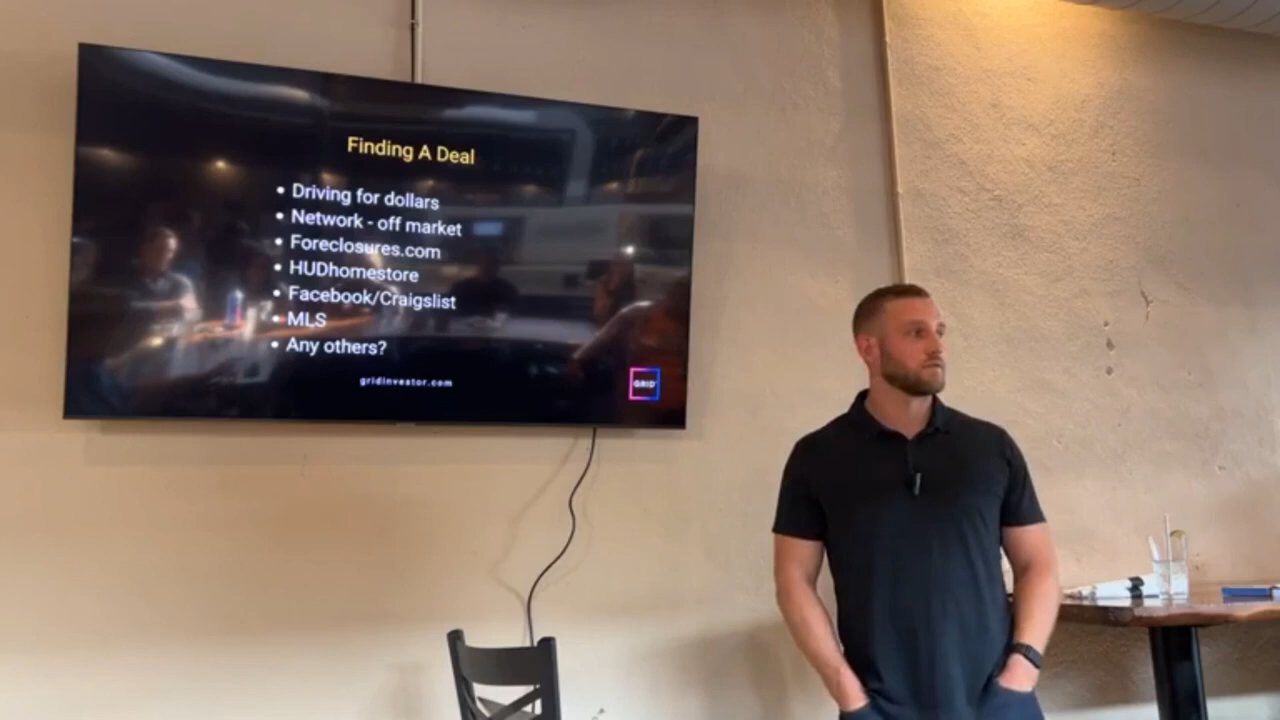 Finding A Deal
• Driving for dollars
• Network - off market
• Foreclosures.com
• HUDhomestore
• Facebook/Craigslist
• MLS
• Any others?
gridinvestor.com
GRID